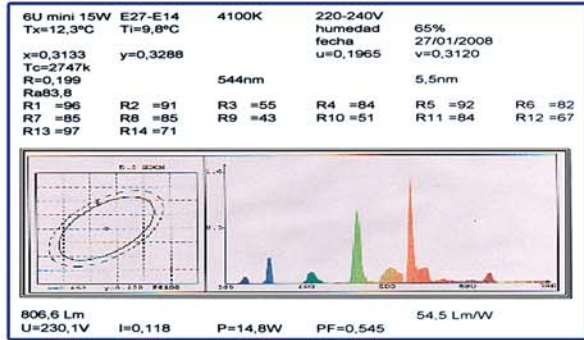 6U mini 15W E27-E14 4100K 220-240V
Tx=12,3ºC Ti=9,8ºC humedad 65%
fecha 27/01/2008
x=0,3133 y=0,3288 u=0,1965 v=0,3120
Tc=2747k
R=0,199 544nm 5,5nm
Ra83,8
R1 =96 R2 =91 R3 =55 R4 =84 R5 =92 R6 =82
R7 =85 R8 =85 R9 =43 R10 =51 R11 =84 R12 =67
R13 =97 R14 =71
806,6 Lm 54,5 Lm/W
U=230,1V I=0,118 P=14,8W PF=0,545